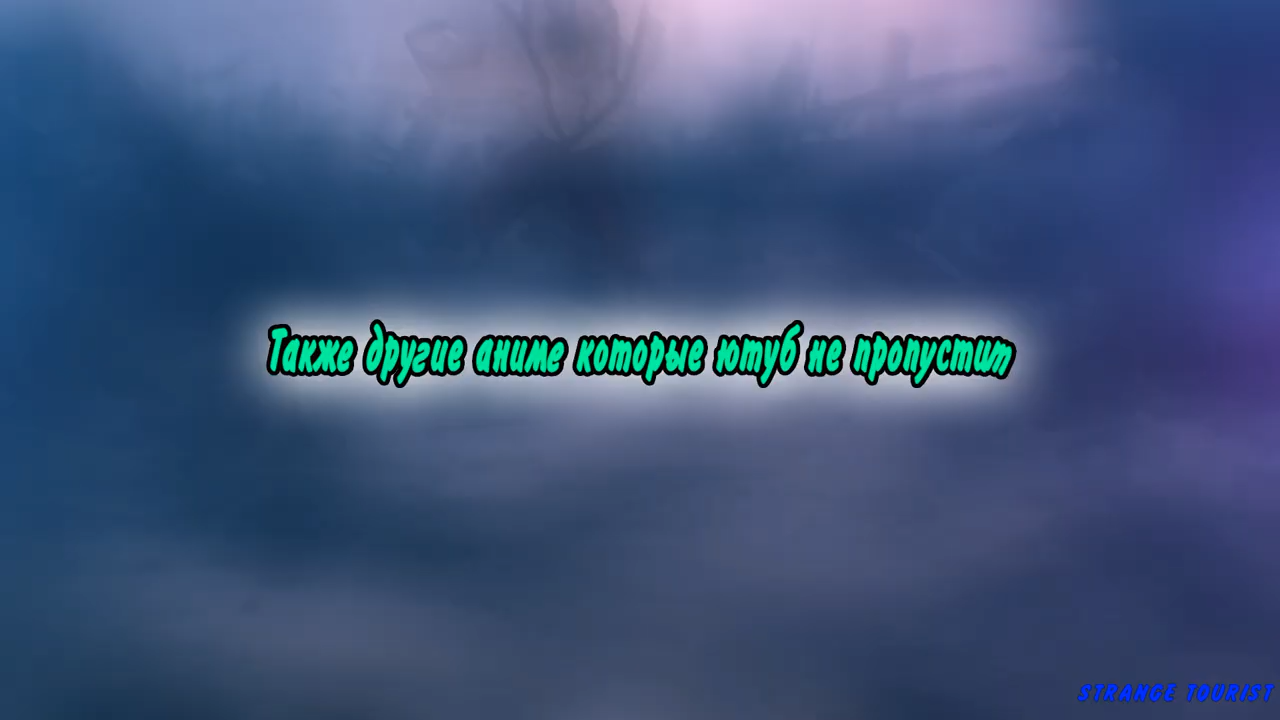 Также другие аниме которые ютуб не пропустит
STRANGE TOURIST